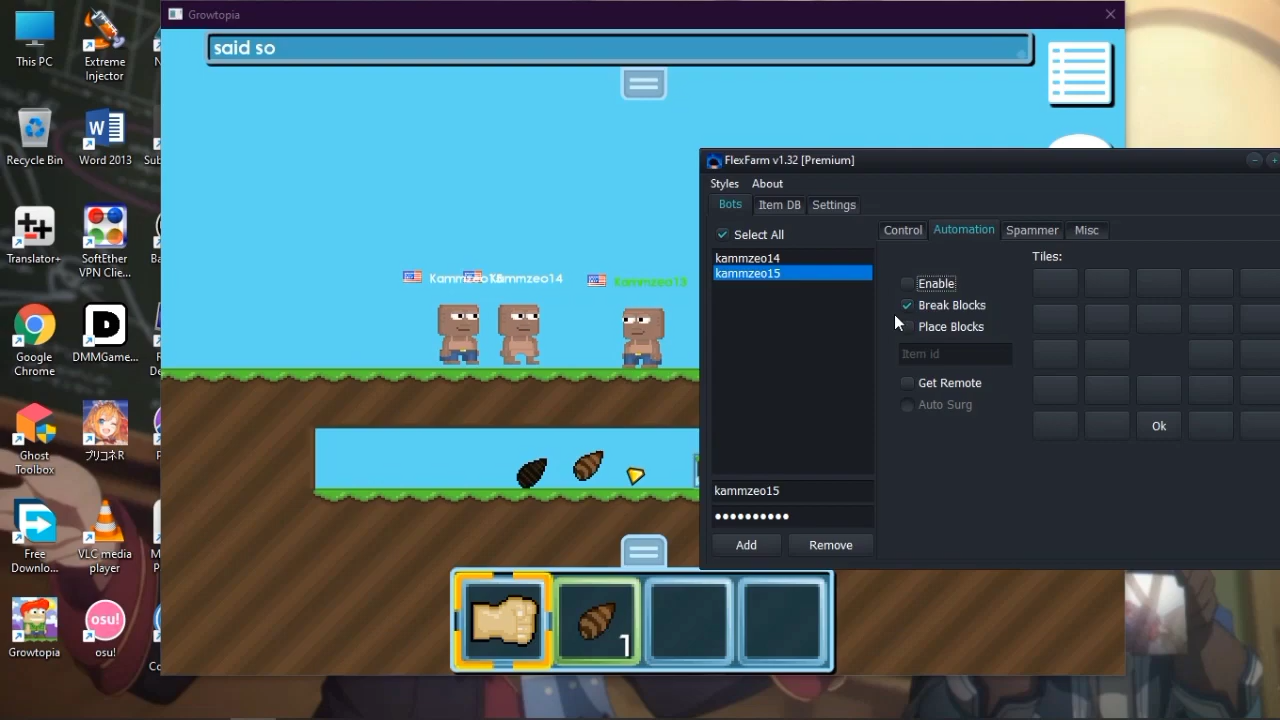 This PC
Extreme
Injector
Recycle Bin
Word 2013
Sub
Translator+
SoftEther
VPN Clie...
Google
Chrome
DMMGame...
Ghost
Toolbox
プリコネR
Free
Downlo...
VLC media
player
Growtopia
osu!
osu!
Growtopia
said so
Kammzeo14
Kammzeo13
1
FlexFarm v1.32 [Premium]
Styles
About
Bots
Item DB
Settings
Select All
kammzeo14
kammzeo15
kammzeo15
••••••••••
Add
Remove
Control
Automation
Spammer
Misc
Enable
Break Blocks
Place Blocks
Item id
Get Remote
Auto Surg
Tiles:
Ok